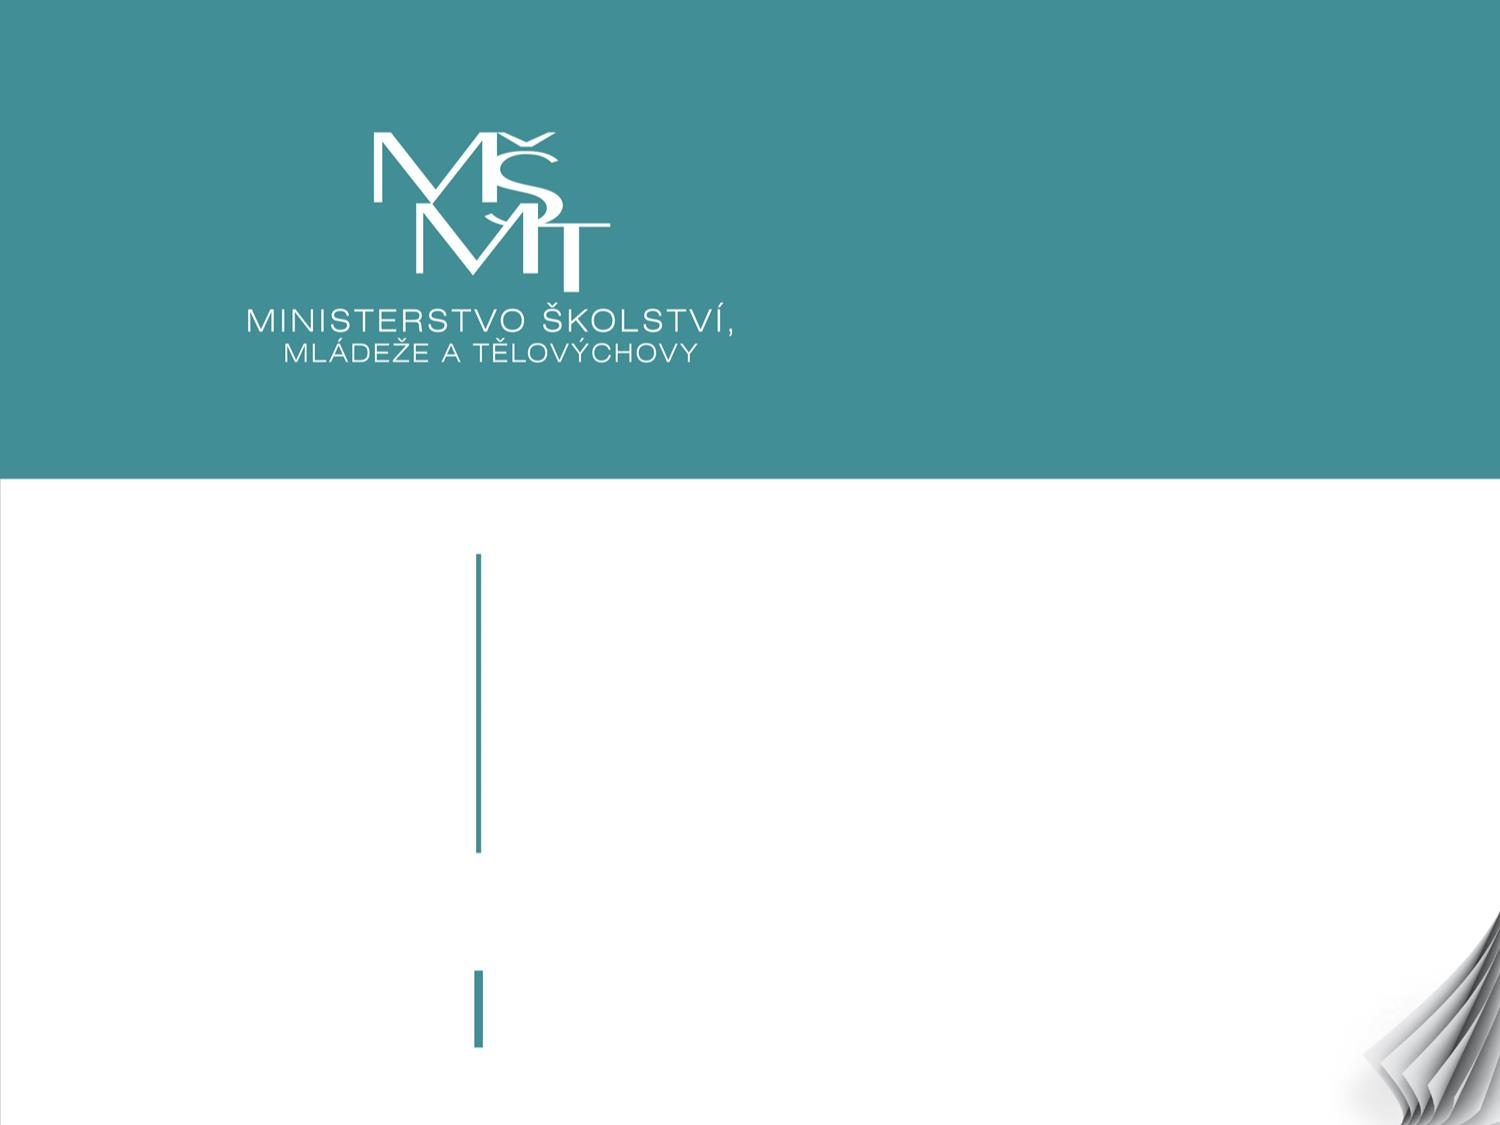 MŠ
MT
MINISTERSTVO ŠKOLSTVÍ,
MLÁDEŽE A TĚLOVÝCHOVY